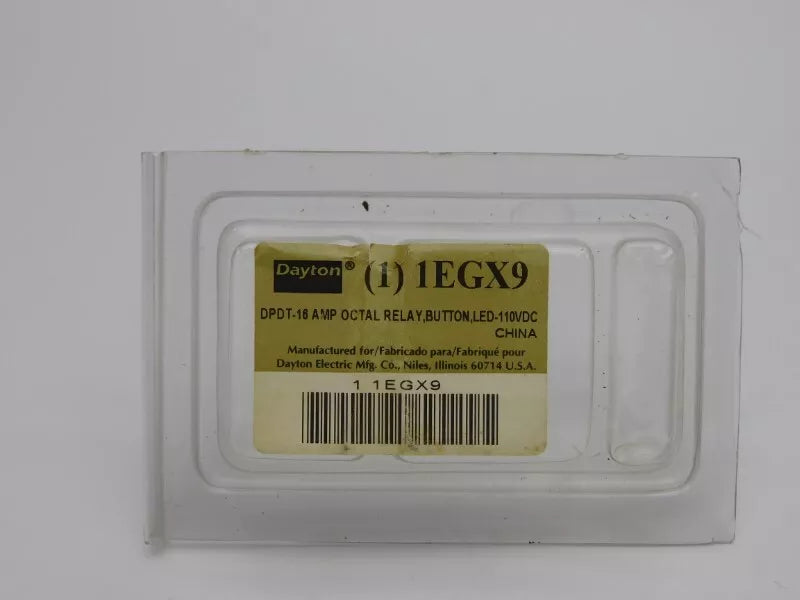 Dayton® (1) 1EGX9
DPDT-16 AMP OCTAL RELAY,BUTTON,LED-110VDC
CHINA
Manufactured for/Fabricado para/Fabriqué pour
Dayton Electric Mfg. Co., Niles, Illinois 60714 U.S.A.
1 1EGX9